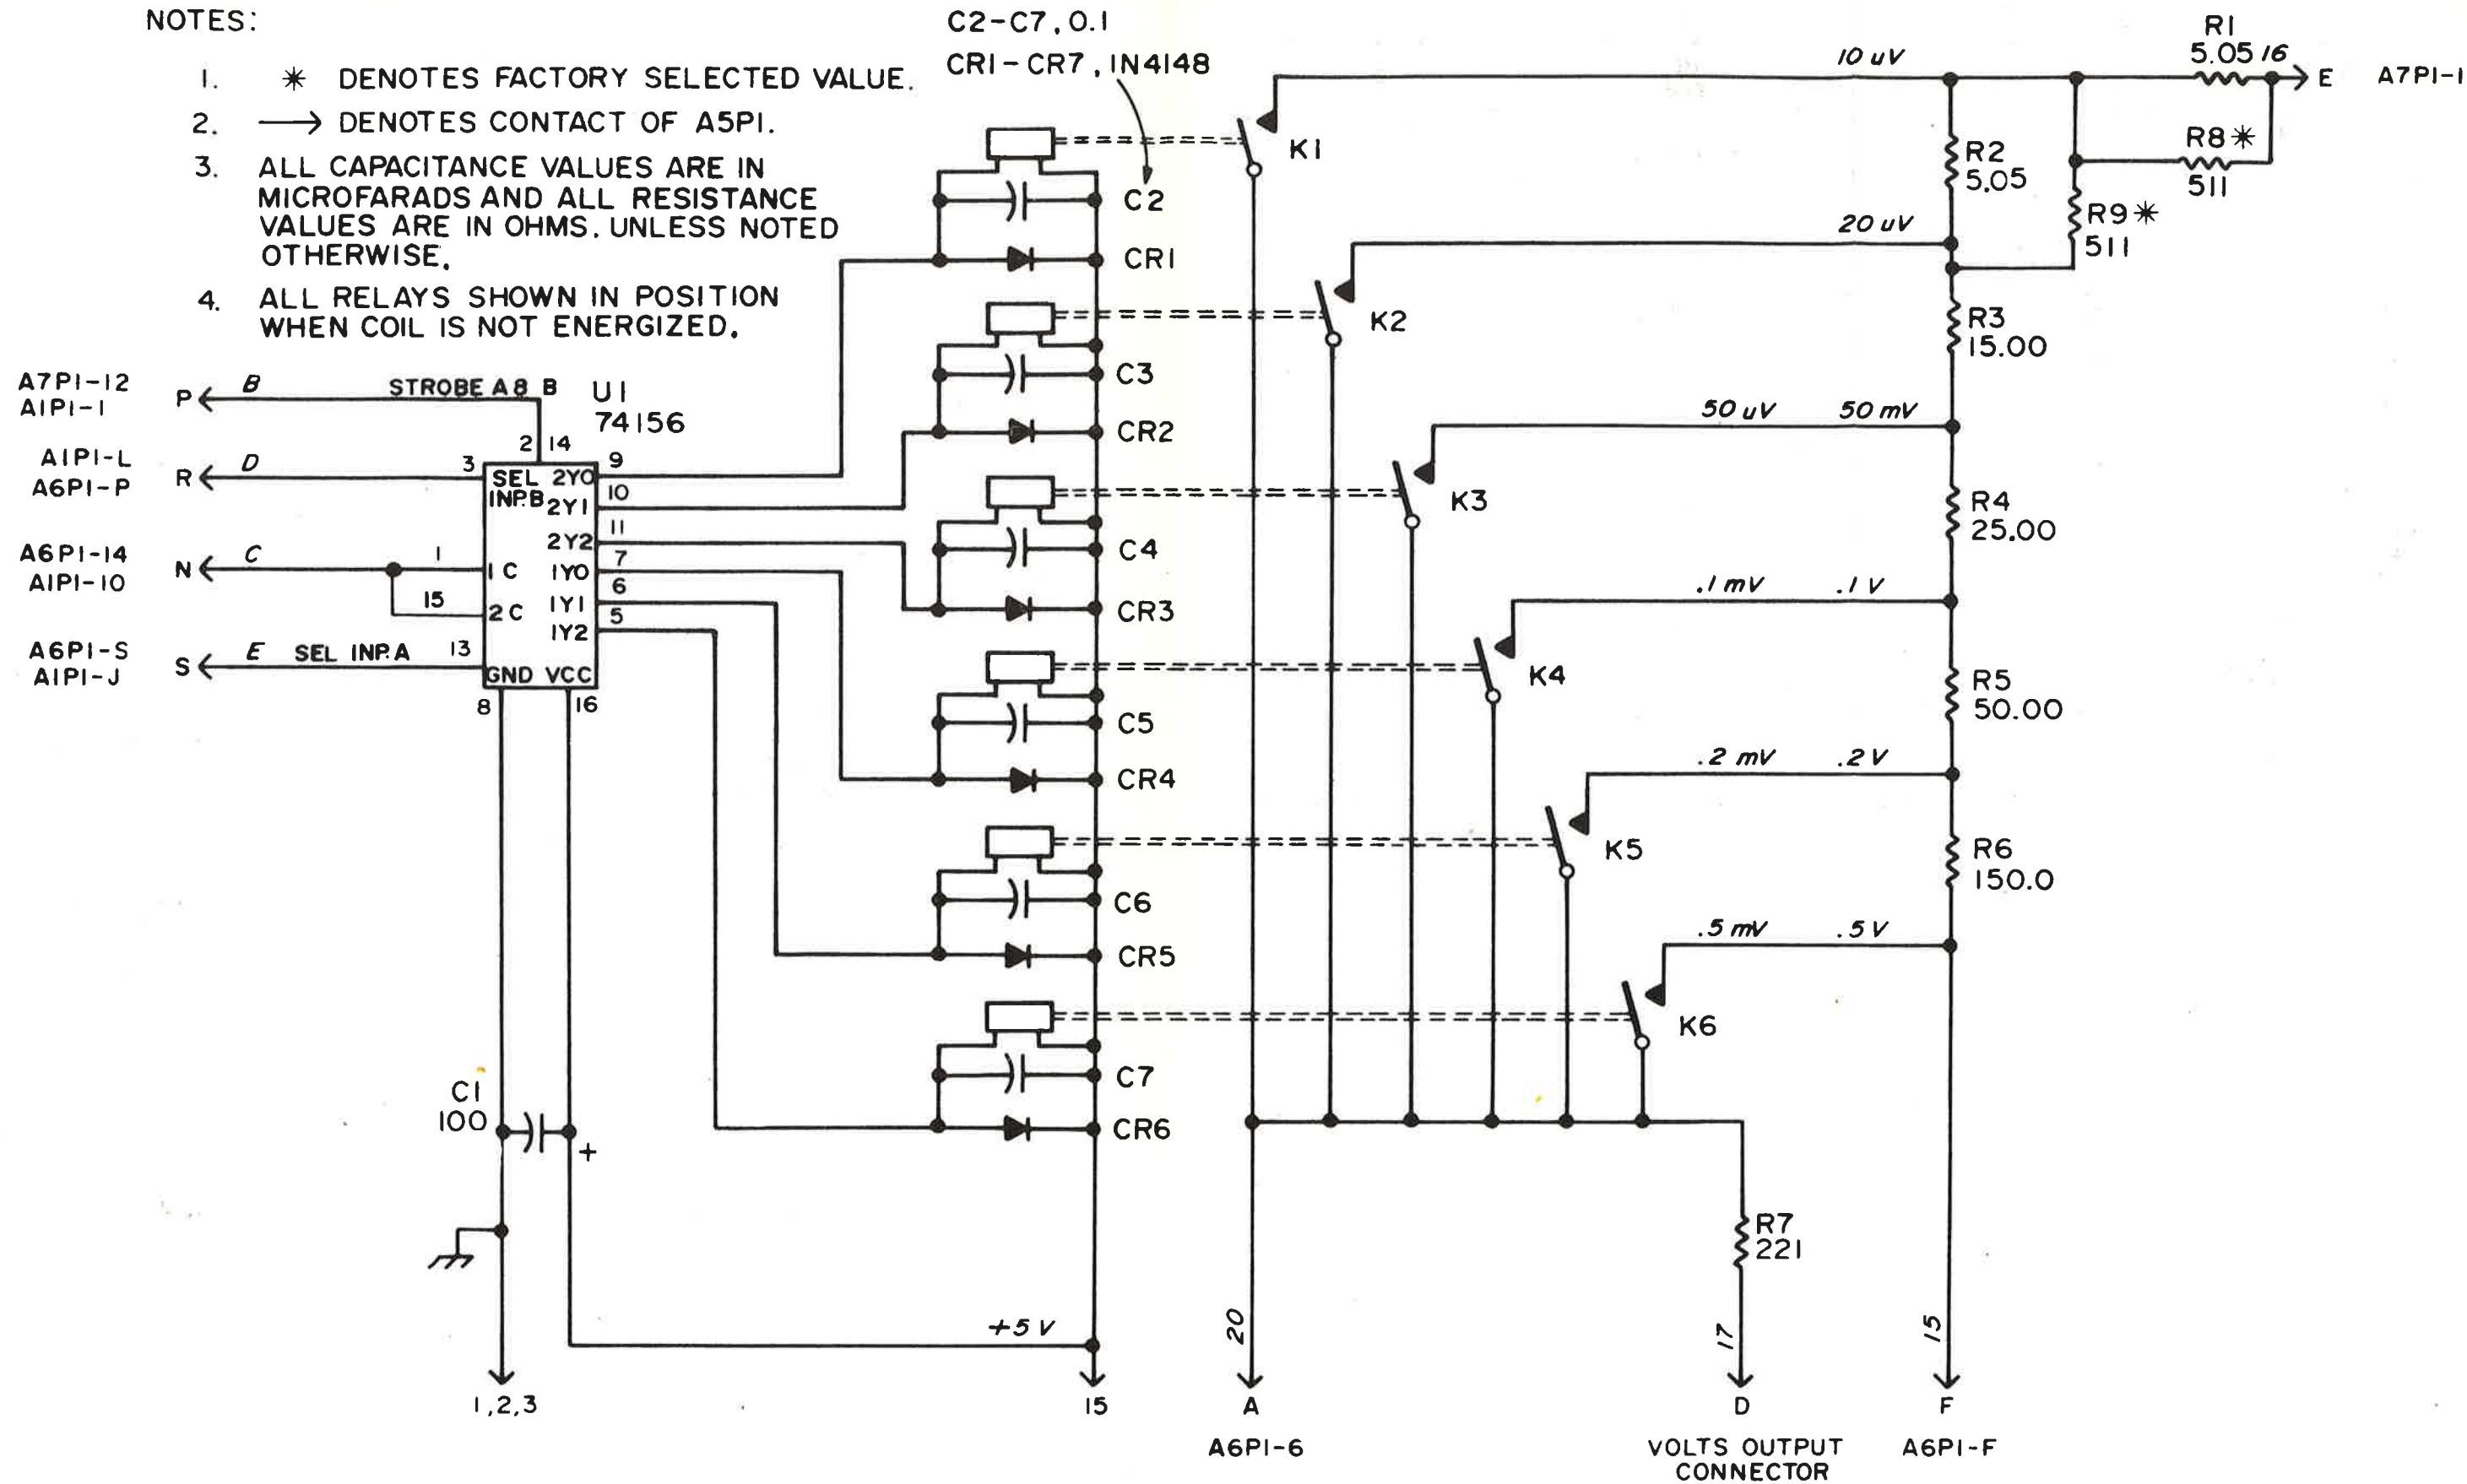 NOTES:
1. * DENOTES FACTORY SELECTED VALUE.
2. → DENOTES CONTACT OF A5P1.
3. ALL CAPACITANCE VALUES ARE IN
MICROFARADS AND ALL RESISTANCE
VALUES ARE IN OHMS. UNLESS NOTED
OTHERWISE.
4. ALL RELAYS SHOWN IN POSITION
WHEN COIL IS NOT ENERGIZED.
C2-C7, 0.1
CR1-CR7, 1N4148
A7P1-12
A1P1-1
P
B
STROBE A 8 B
U1
74156
2
14
A1P1-L
A6P1-P
R
D
3
SEL
INP.B
2Y0
9
2Y1
10
2Y2
11
A6P1-14
A1P1-10
N
C
1
1C
15
2C
1Y0
7
1Y1
6
1Y2
5
A6P1-S
A1P1-J
S
E
SEL INP.A
13
GND VCC
8
16
C1
100
+
1,2,3
+5V
15
C2
CR1
C3
CR2
C4
CR3
C5
CR4
C6
CR5
C7
CR6
K1
K2
K3
K4
K5
K6
10 uV
20 uV
50 uV 50 mV
.1 mV .1 V
.2 mV .2 V
.5 mV .5 V
R1
5.05
16
E
A7P1-1
R8*
511
R2
5.05
R9*
511
R3
15.00
R4
25.00
R5
50.00
R6
150.0
R7
221
20
A
A6P1-6
17
D
VOLTS OUTPUT
CONNECTOR
15
F
A6P1-F